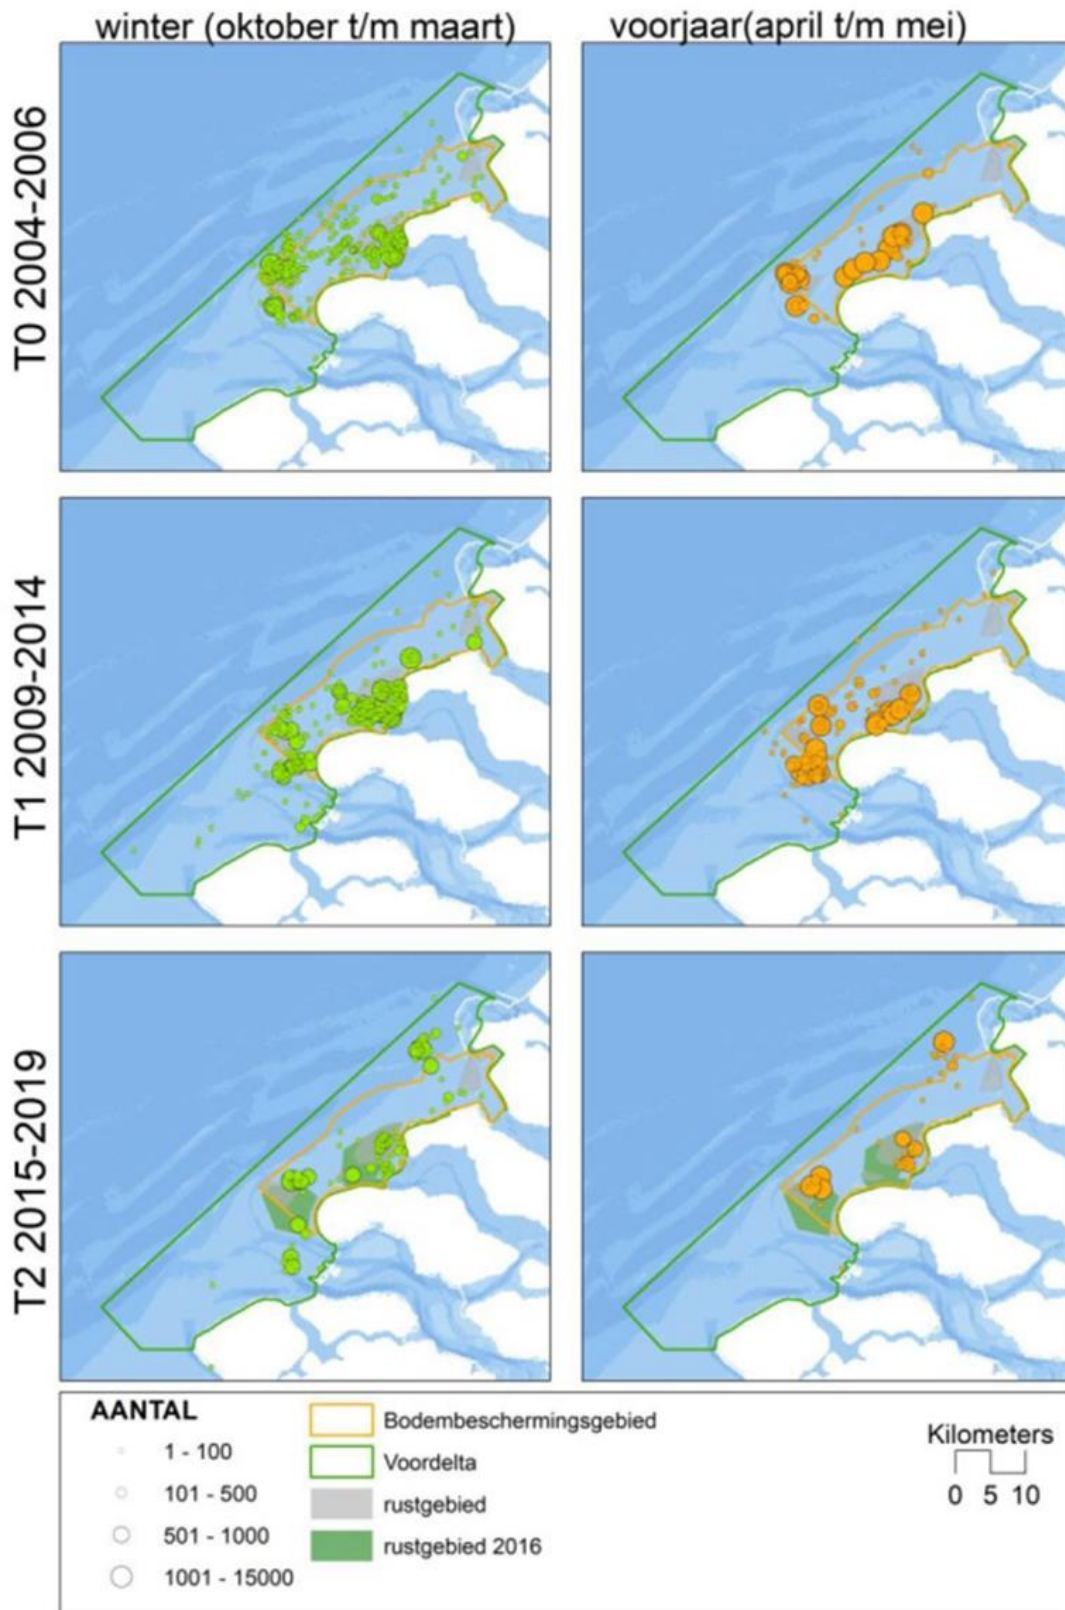 winter (oktober t/m maart)
voorjaar(april t/m mei)
T0 2004-2006
T1 2009-2014
T2 2015-2019
AANTAL
1 - 100
101 - 500
501 - 1000
1001 - 15000
Bodembeschermingsgebied
Voordelta
rustgebied
rustgebied 2016
Kilometers
0 5 10